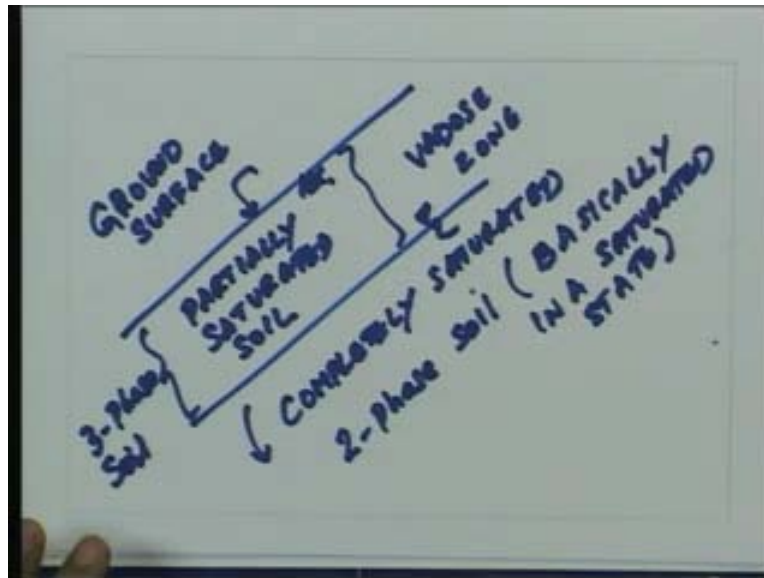 GROUND
SURFACE
VADOSE
ZONE
PARTIALLY
SATURATED
SOIL
3-phase
Soil
COMPLETELY SATURATED
2-phase Soil (BASICALLY
IN A SATURATED
STATE)